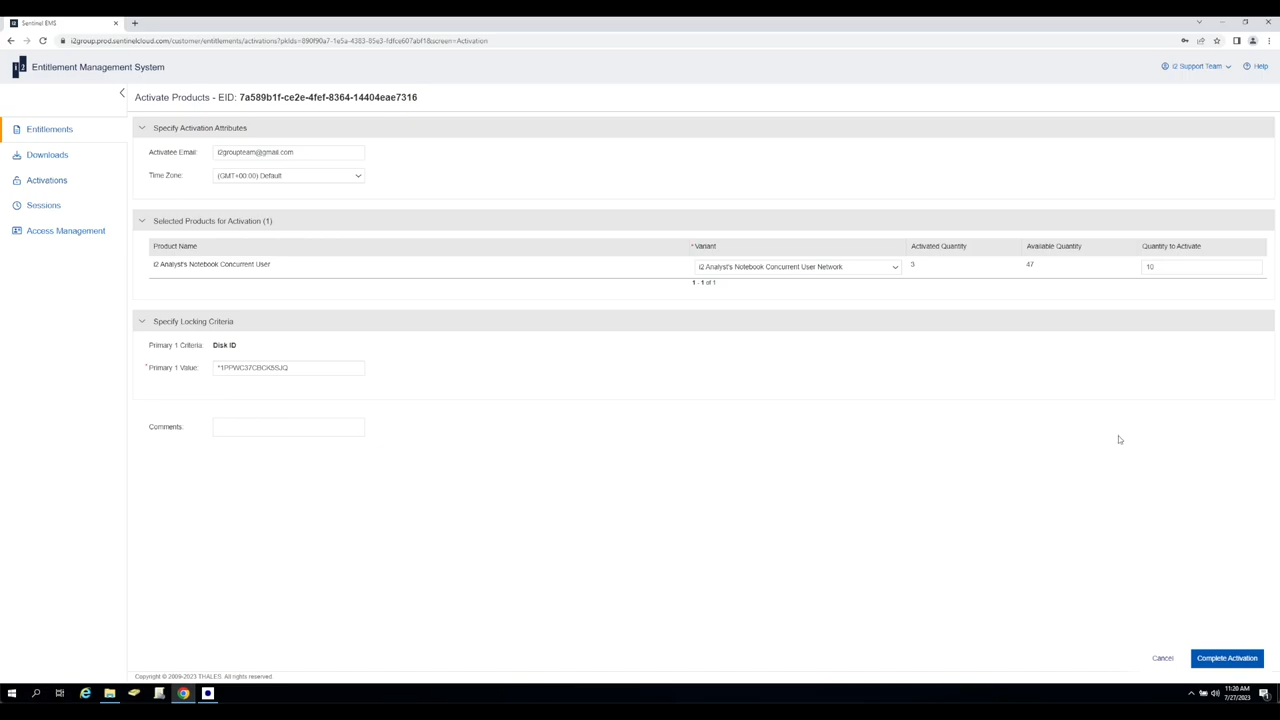 Sentinel EMS
i2group.prod.sentinelcloud.com/customer/entitlements/activations?pkIds=890f90a7-1e5a-4383-85e3-fdfce607abf1&screen=Activation
i2 Entitlement Management System
i2 Support Team
Help
Activate Products - EID: 7a589b1f-ce2e-4fef-8364-14404eae7316
Entitlements
Downloads
Activations
Sessions
Access Management
Specify Activation Attributes
Activatee Email: i2groupteam@gmail.com
Time Zone: (GMT+00:00) Default
Selected Products for Activation (1)
Product Name * Variant Activated Quantity Available Quantity Quantity to Activate
i2 Analyst's Notebook Concurrent User i2 Analyst's Notebook Concurrent User Network 3 47 10
1 - 1 of 1
Specify Locking Criteria
Primary 1 Criteria: Disk ID
* Primary 1 Value: *1PPWC37CBCK5SJQ
Comments:
Cancel Complete Activation
Copyright © 2009-2023 THALES. All rights reserved.
11:20 AM
7/27/2023